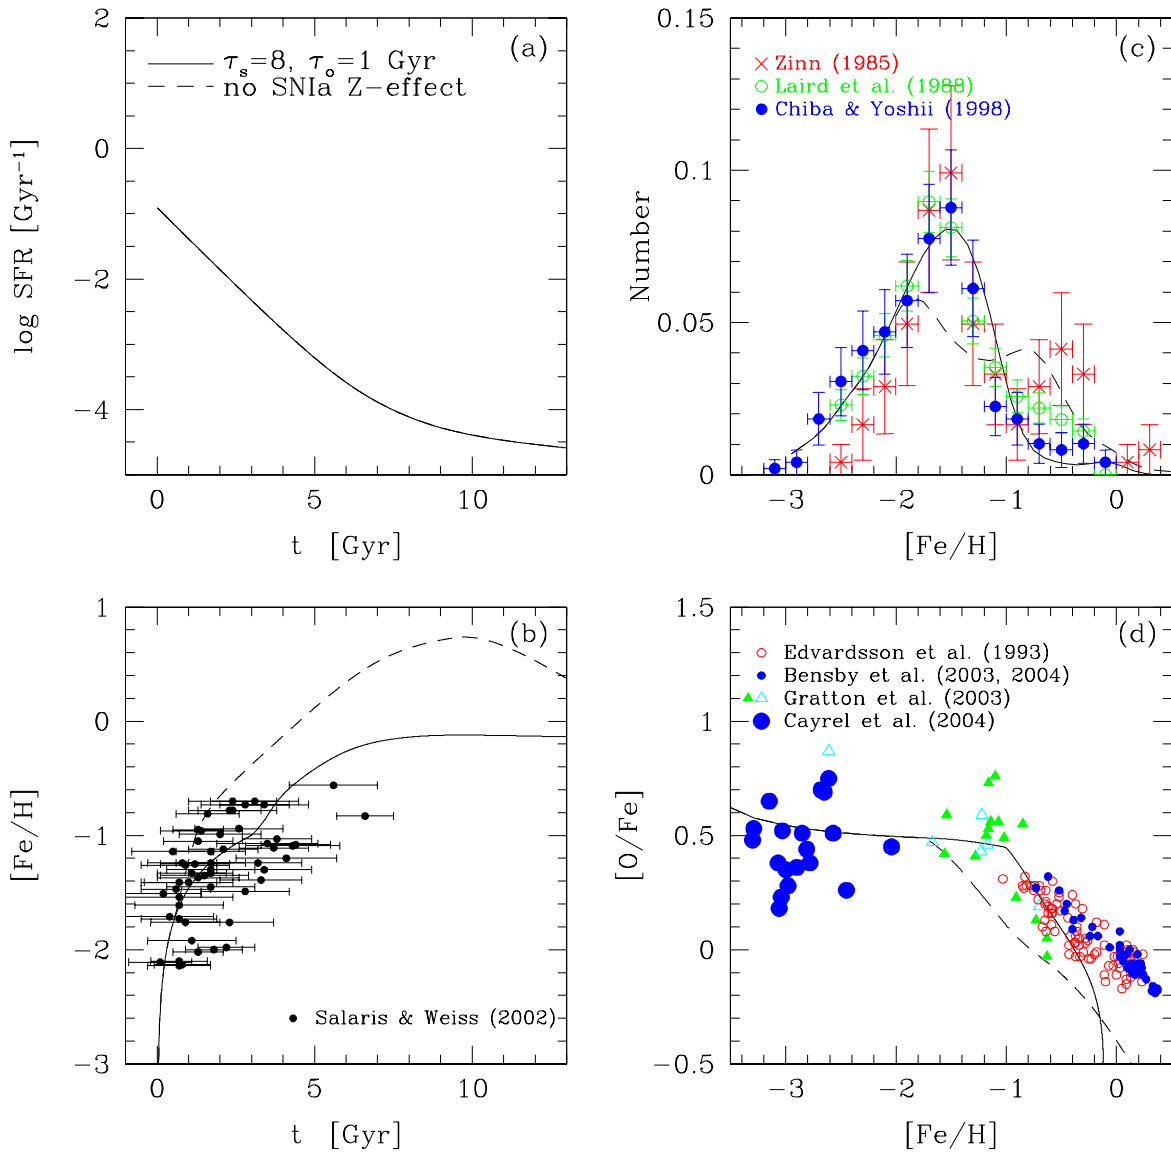 (a)
τs=8, τo=1 Gyr
no SNIa Z-effect
2
0
−2
−4
log SFR [Gyr⁻¹]
0
5
10
t [Gyr]
(c)
Zinn (1985)
Laird et al. (1988)
Chiba & Yoshii (1998)
0.15
0.1
0.05
0
Number
−3
−2
−1
0
[Fe/H]
(b)
1
0
−1
−2
−3
[Fe/H]
Salaris & Weiss (2002)
0
5
10
t [Gyr]
(d)
Edvardsson et al. (1993)
Bensby et al. (2003, 2004)
Gratton et al. (2003)
Cayrel et al. (2004)
1.5
1
0.5
0
−0.5
[O/Fe]
−3
−2
−1
0
[Fe/H]